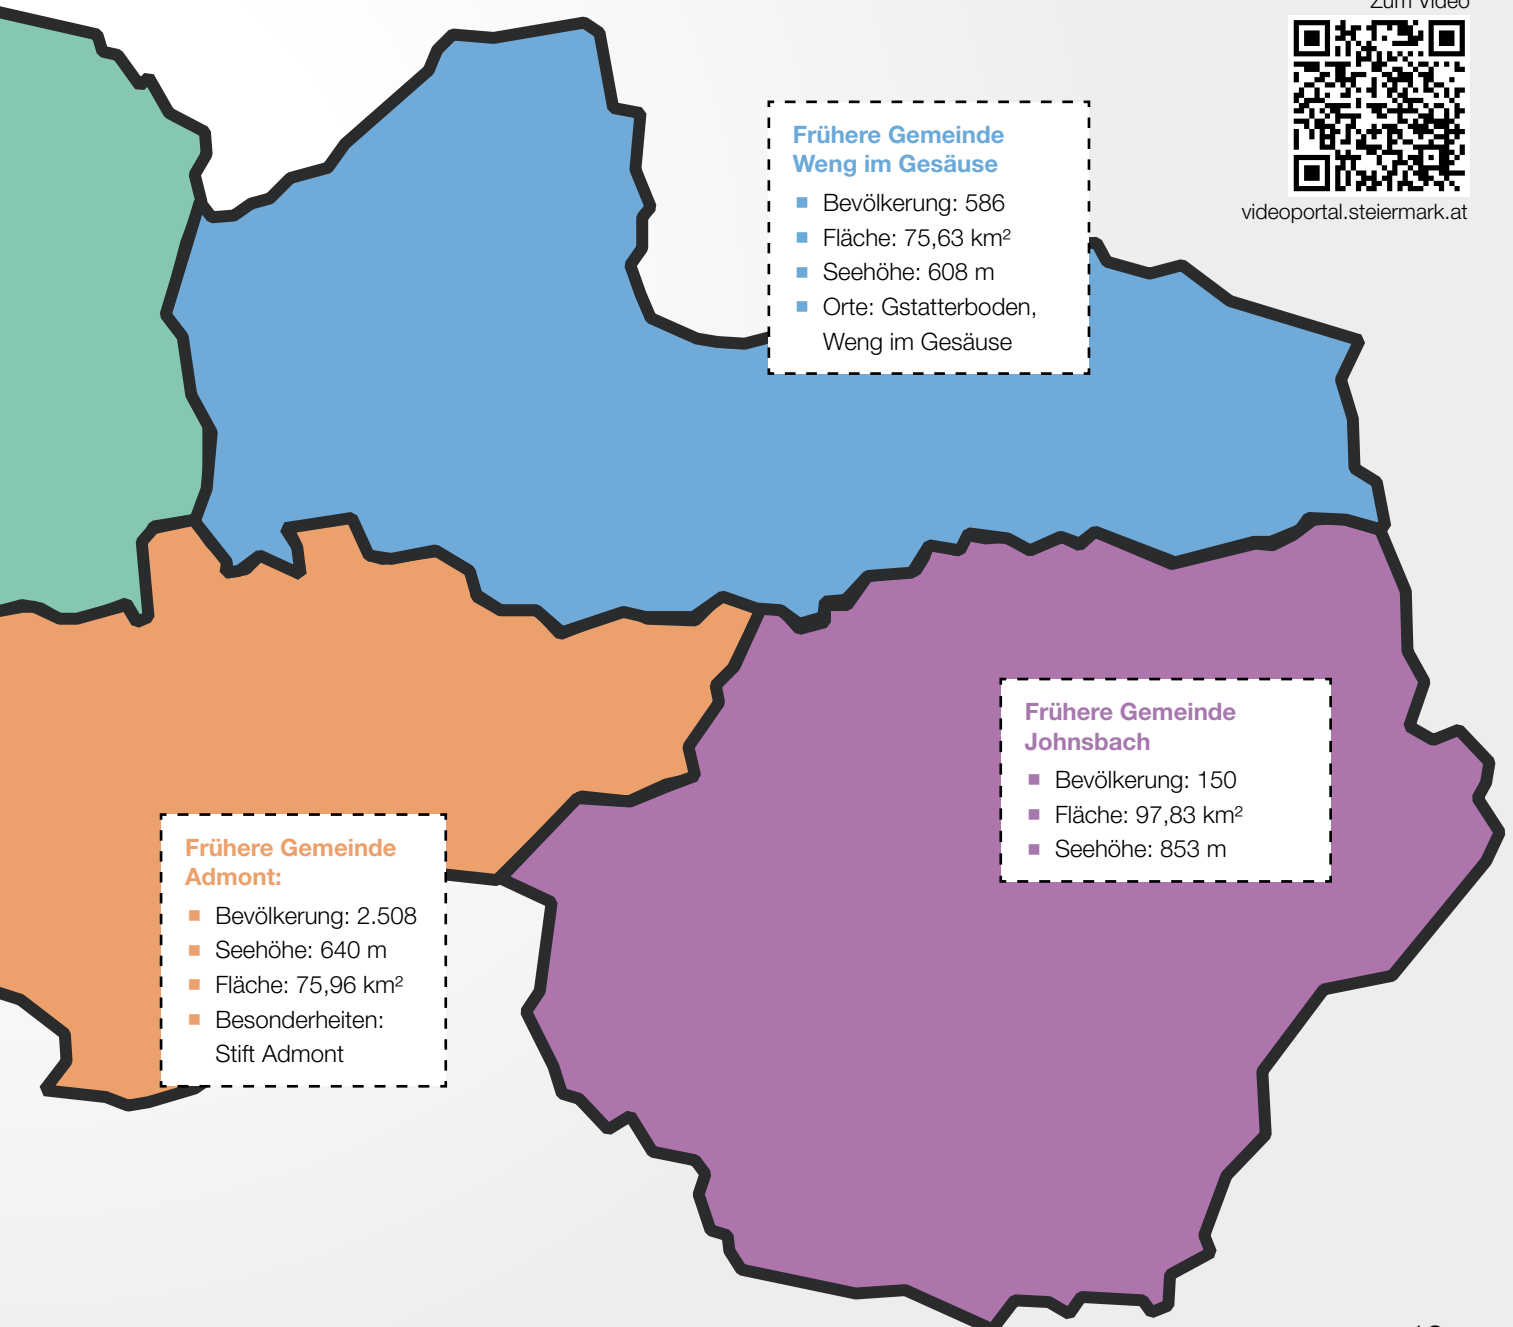 Zum Video
videoportal.steiermark.at
Frühere Gemeinde
Weng im Gesäuse
Bevölkerung: 586
Fläche: 75,63 km²
Seehöhe: 608 m
Orte: Gstatterboden,
Weng im Gesäuse
Frühere Gemeinde
Johnsbach
Bevölkerung: 150
Fläche: 97,83 km²
Seehöhe: 853 m
Frühere Gemeinde
Admont:
Bevölkerung: 2.508
Seehöhe: 640 m
Fläche: 75,96 km²
Besonderheiten:
Stift Admont